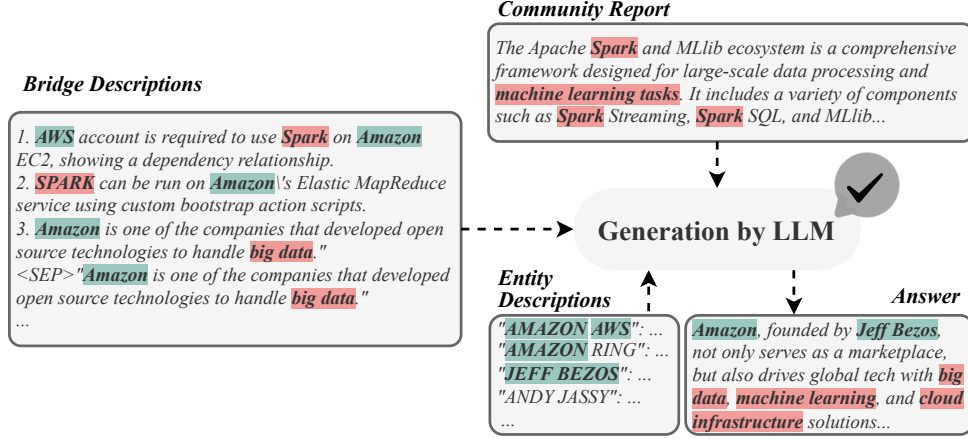 Community Report
The Apache Spark and MLlib ecosystem is a comprehensive
framework designed for large-scale data processing and
machine learning tasks. It includes a variety of components
such as Spark Streaming, Spark SQL, and MLlib...
Bridge Descriptions
1. AWS account is required to use Spark on Amazon
EC2, showing a dependency relationship.
2. SPARK can be run on Amazon\'s Elastic MapReduce
service using custom bootstrap action scripts.
3. Amazon is one of the companies that developed open
source technologies to handle big data."
<SEP>"Amazon is one of the companies that developed
open source technologies to handle big data."
...
Generation by LLM
Entity
Descriptions
"AMAZON AWS": ...
"AMAZON RING": ...
"JEFF BEZOS": ...
"ANDY JASSY": ...
...
Answer
Amazon, founded by Jeff Bezos,
not only serves as a marketplace,
but also drives global tech with big
data, machine learning, and cloud
infrastructure solutions...